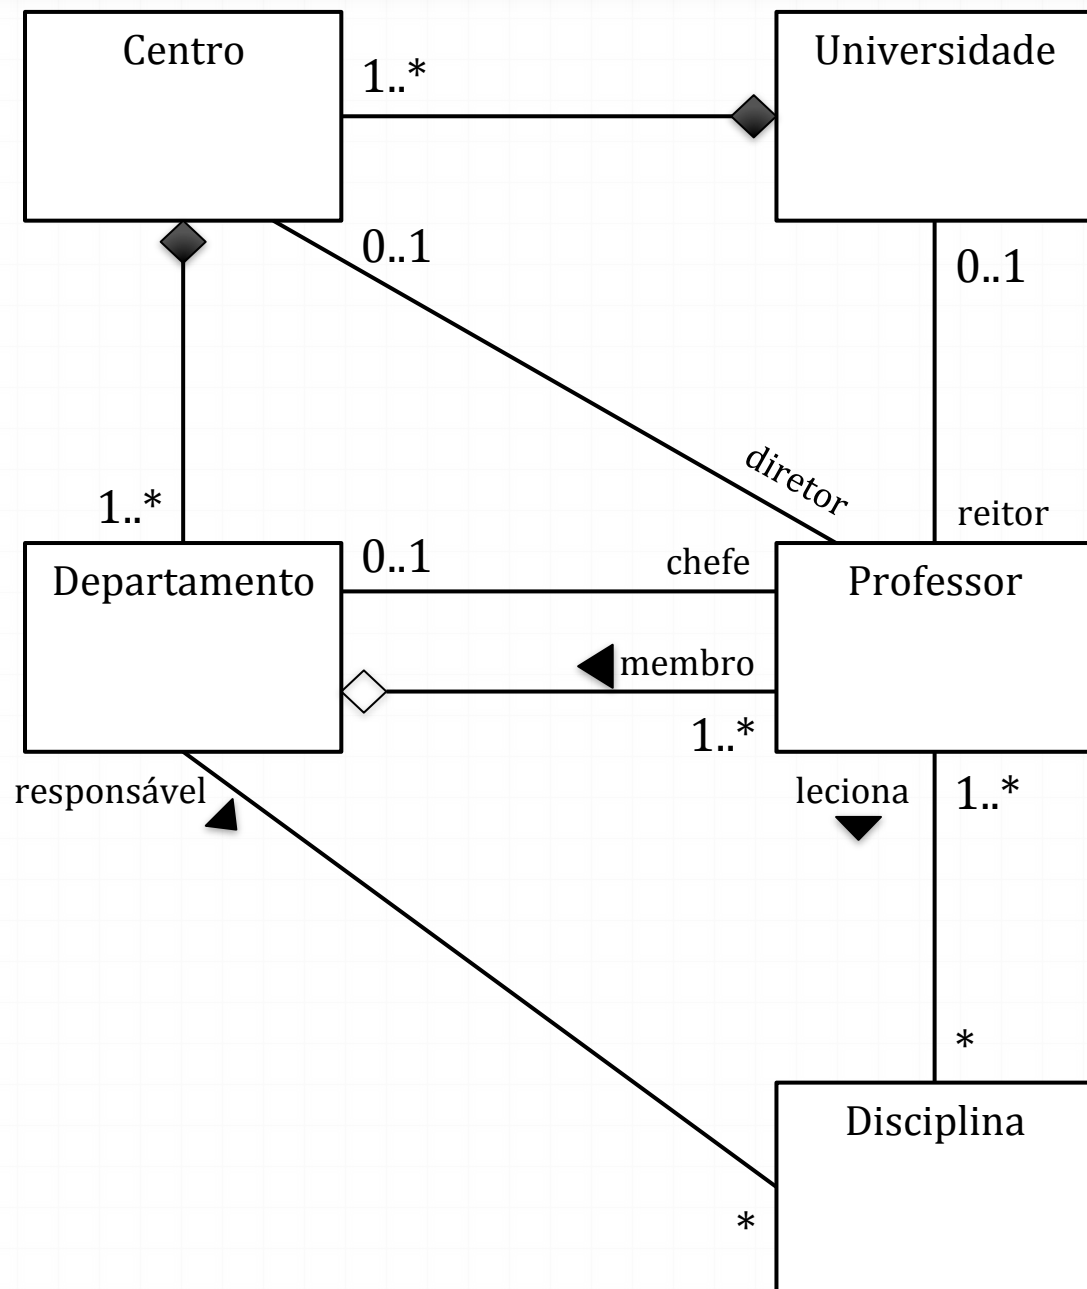 Centro
Universidade
1..*
0..1
0..1
diretor
reitor
1..*
0..1
chefe
Departamento
Professor
membro
1..*
responsável
leciona
1..*
*
Disciplina
*